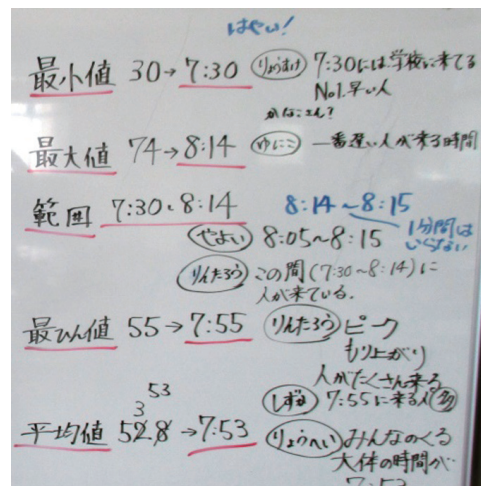 はやい!
最小値 30→7:30 りょうすけ 7:30には学校に来てる
No1.早い人
かなこさん?
最大値 74→8:14 ゆにこ 一番遅い人が来る時間
範囲 7:30、8:14 8:14〜8:15
1分間は
いらない
やよい 8:05〜8:15
りんたろう この間(7:30〜8:14)に
人が来ている.
最ひん値 55→7:55 りんたろう ピーク
もり上がり
人がたくさん来る
しずね 7:55に来る人
53
3
平均値 52.8→7:53 りょうへい みんなのくる
大体の時間が
7:53